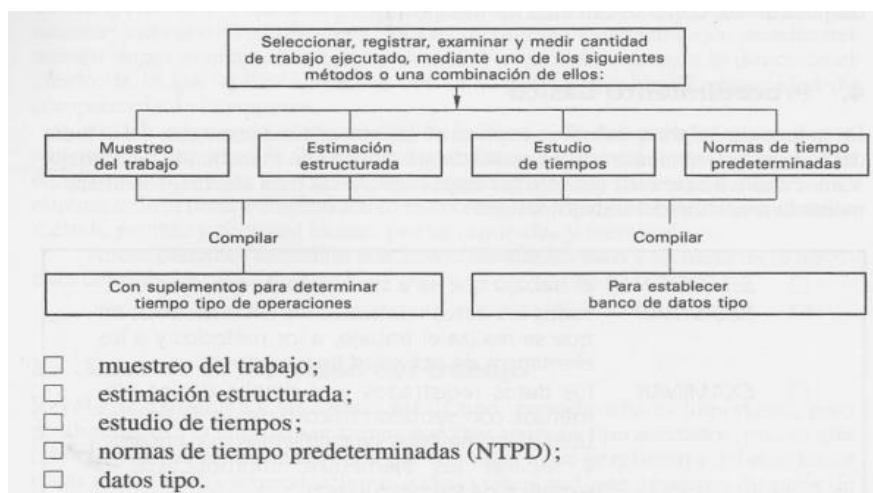 Seleccionar, registrar, examinar y medir cantidad
de trabajo ejecutado, mediante uno de los siguientes
métodos o una combinación de ellos:
Muestreo
del trabajo
Estimación
estructurada
Estudio
de tiempos
Normas de tiempo
predeterminadas
Compilar
Compilar
Con suplementos para determinar
tiempo tipo de operaciones
Para establecer
banco de datos tipo
muestreo del trabajo;
estimación estructurada;
estudio de tiempos;
normas de tiempo predeterminadas (NTPD);
datos tipo.